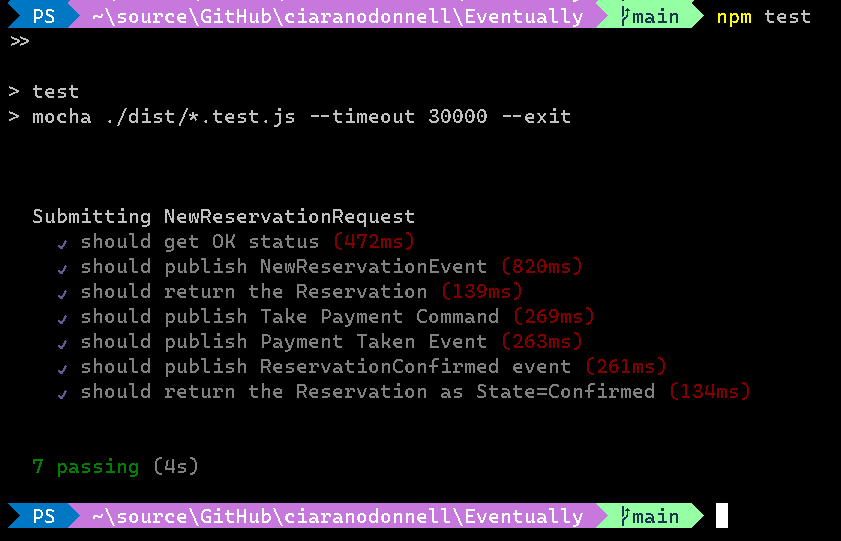 PS ~\source\GitHub\ciaranodonnell\Eventually main npm test
>>
> test
> mocha ./dist/*.test.js --timeout 30000 --exit
Submitting NewReservationRequest
✓ should get OK status (472ms)
✓ should publish NewReservationEvent (820ms)
✓ should return the Reservation (139ms)
✓ should publish Take Payment Command (269ms)
✓ should publish Payment Taken Event (263ms)
✓ should publish ReservationConfirmed event (261ms)
✓ should return the Reservation as State=Confirmed (134ms)
7 passing (4s)
PS ~\source\GitHub\ciaranodonnell\Eventually main